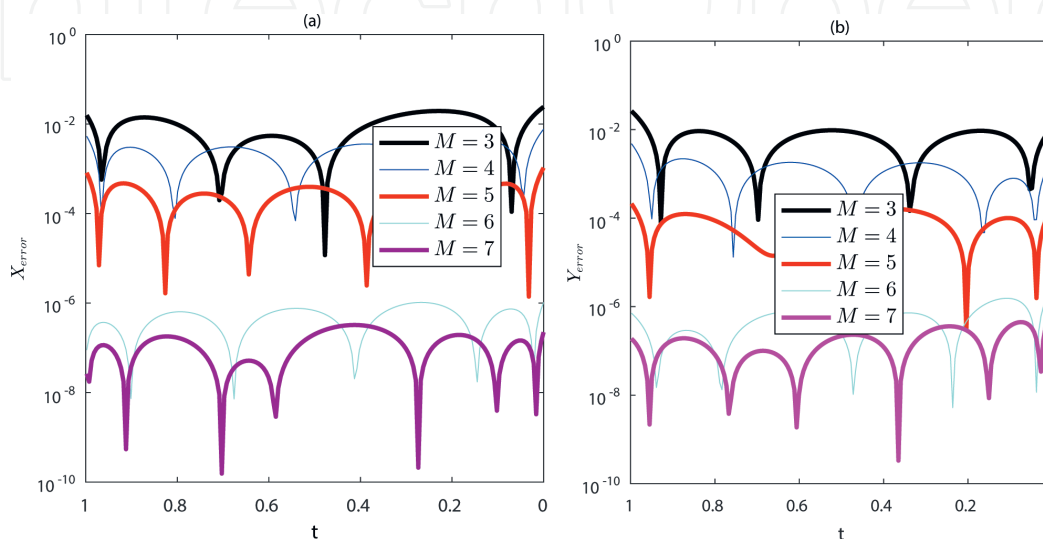 (a)
10^0
10^-2
10^-4
10^-6
10^-8
10^-10
X_error
M = 3
M = 4
M = 5
M = 6
M = 7
1
0.8
0.6
0.4
0.2
0
t
(b)
10^0
10^-2
10^-4
10^-6
10^-8
10^-10
Y_error
M = 3
M = 4
M = 5
M = 6
M = 7
1
0.8
0.6
0.4
0.2
t